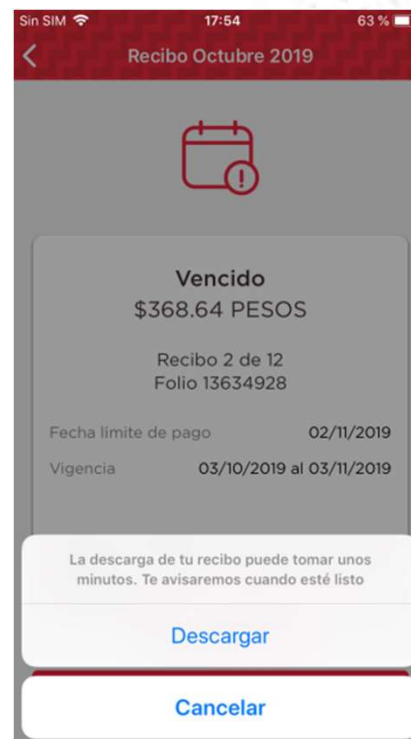 Sin SIM 17:54 63 %
Recibo Octubre 2019
Vencido
$368.64 PESOS
Recibo 2 de 12
Folio 13634928
Fecha límite de pago 02/11/2019
Vigencia 03/10/2019 al 03/11/2019
La descarga de tu recibo puede tomar unos
minutos. Te avisaremos cuando esté listo
Descargar
Cancelar